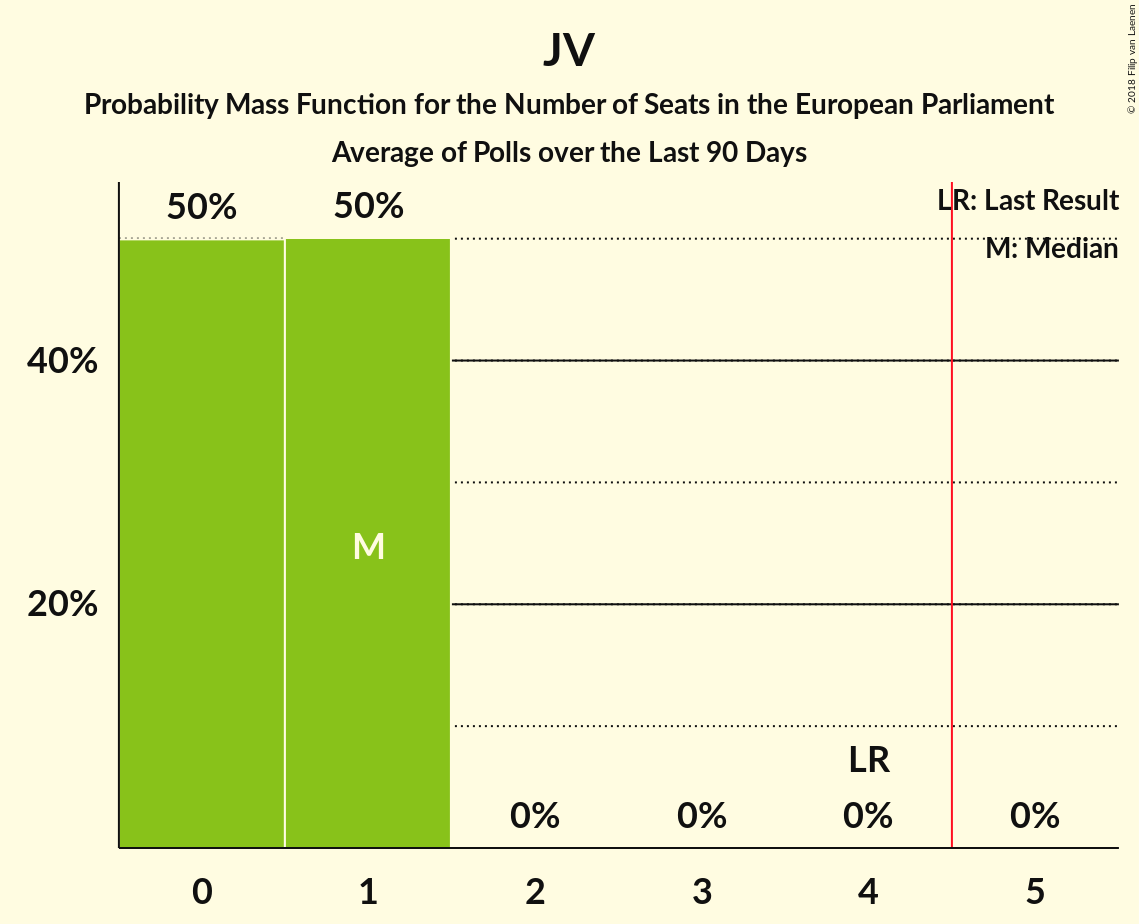 JV
Probability Mass Function for the Number of Seats in the European Parliament
Average of Polls over the Last 90 Days
© 2018 Filip van Laenen
LR: Last Result
M: Median
50%
50%
40%
M
20%
LR
0%
0%
0%
0%
0
1
2
3
4
5